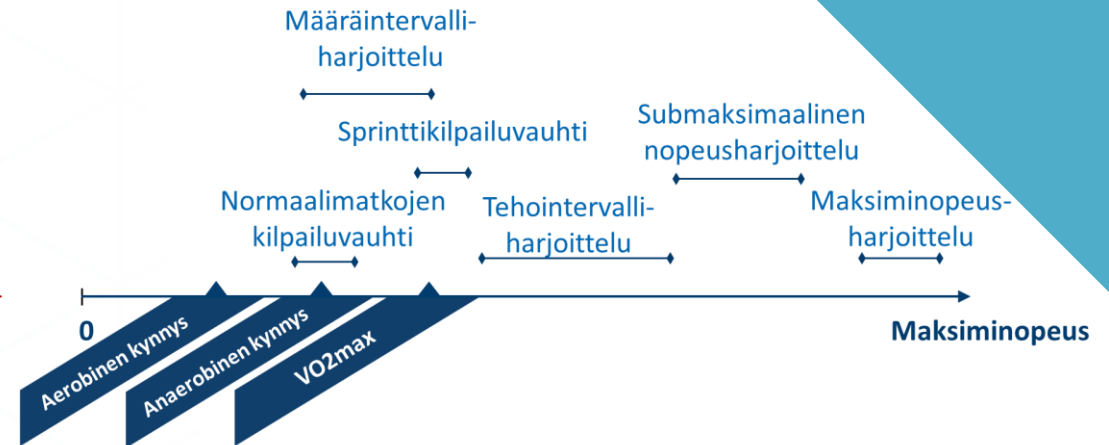 Määräintervalli-
harjoittelu
Sprinttikilpailuvauhti
Submaksimaalinen
nopeusharjoittelu
Normaalimatkojen
kilpailuvauhti
Tehointervalli-
harjoittelu
Maksiminopeus-
harjoittelu
0
Maksiminopeus
Aerobinen kynnys
Anaerobinen kynnys
VO2max